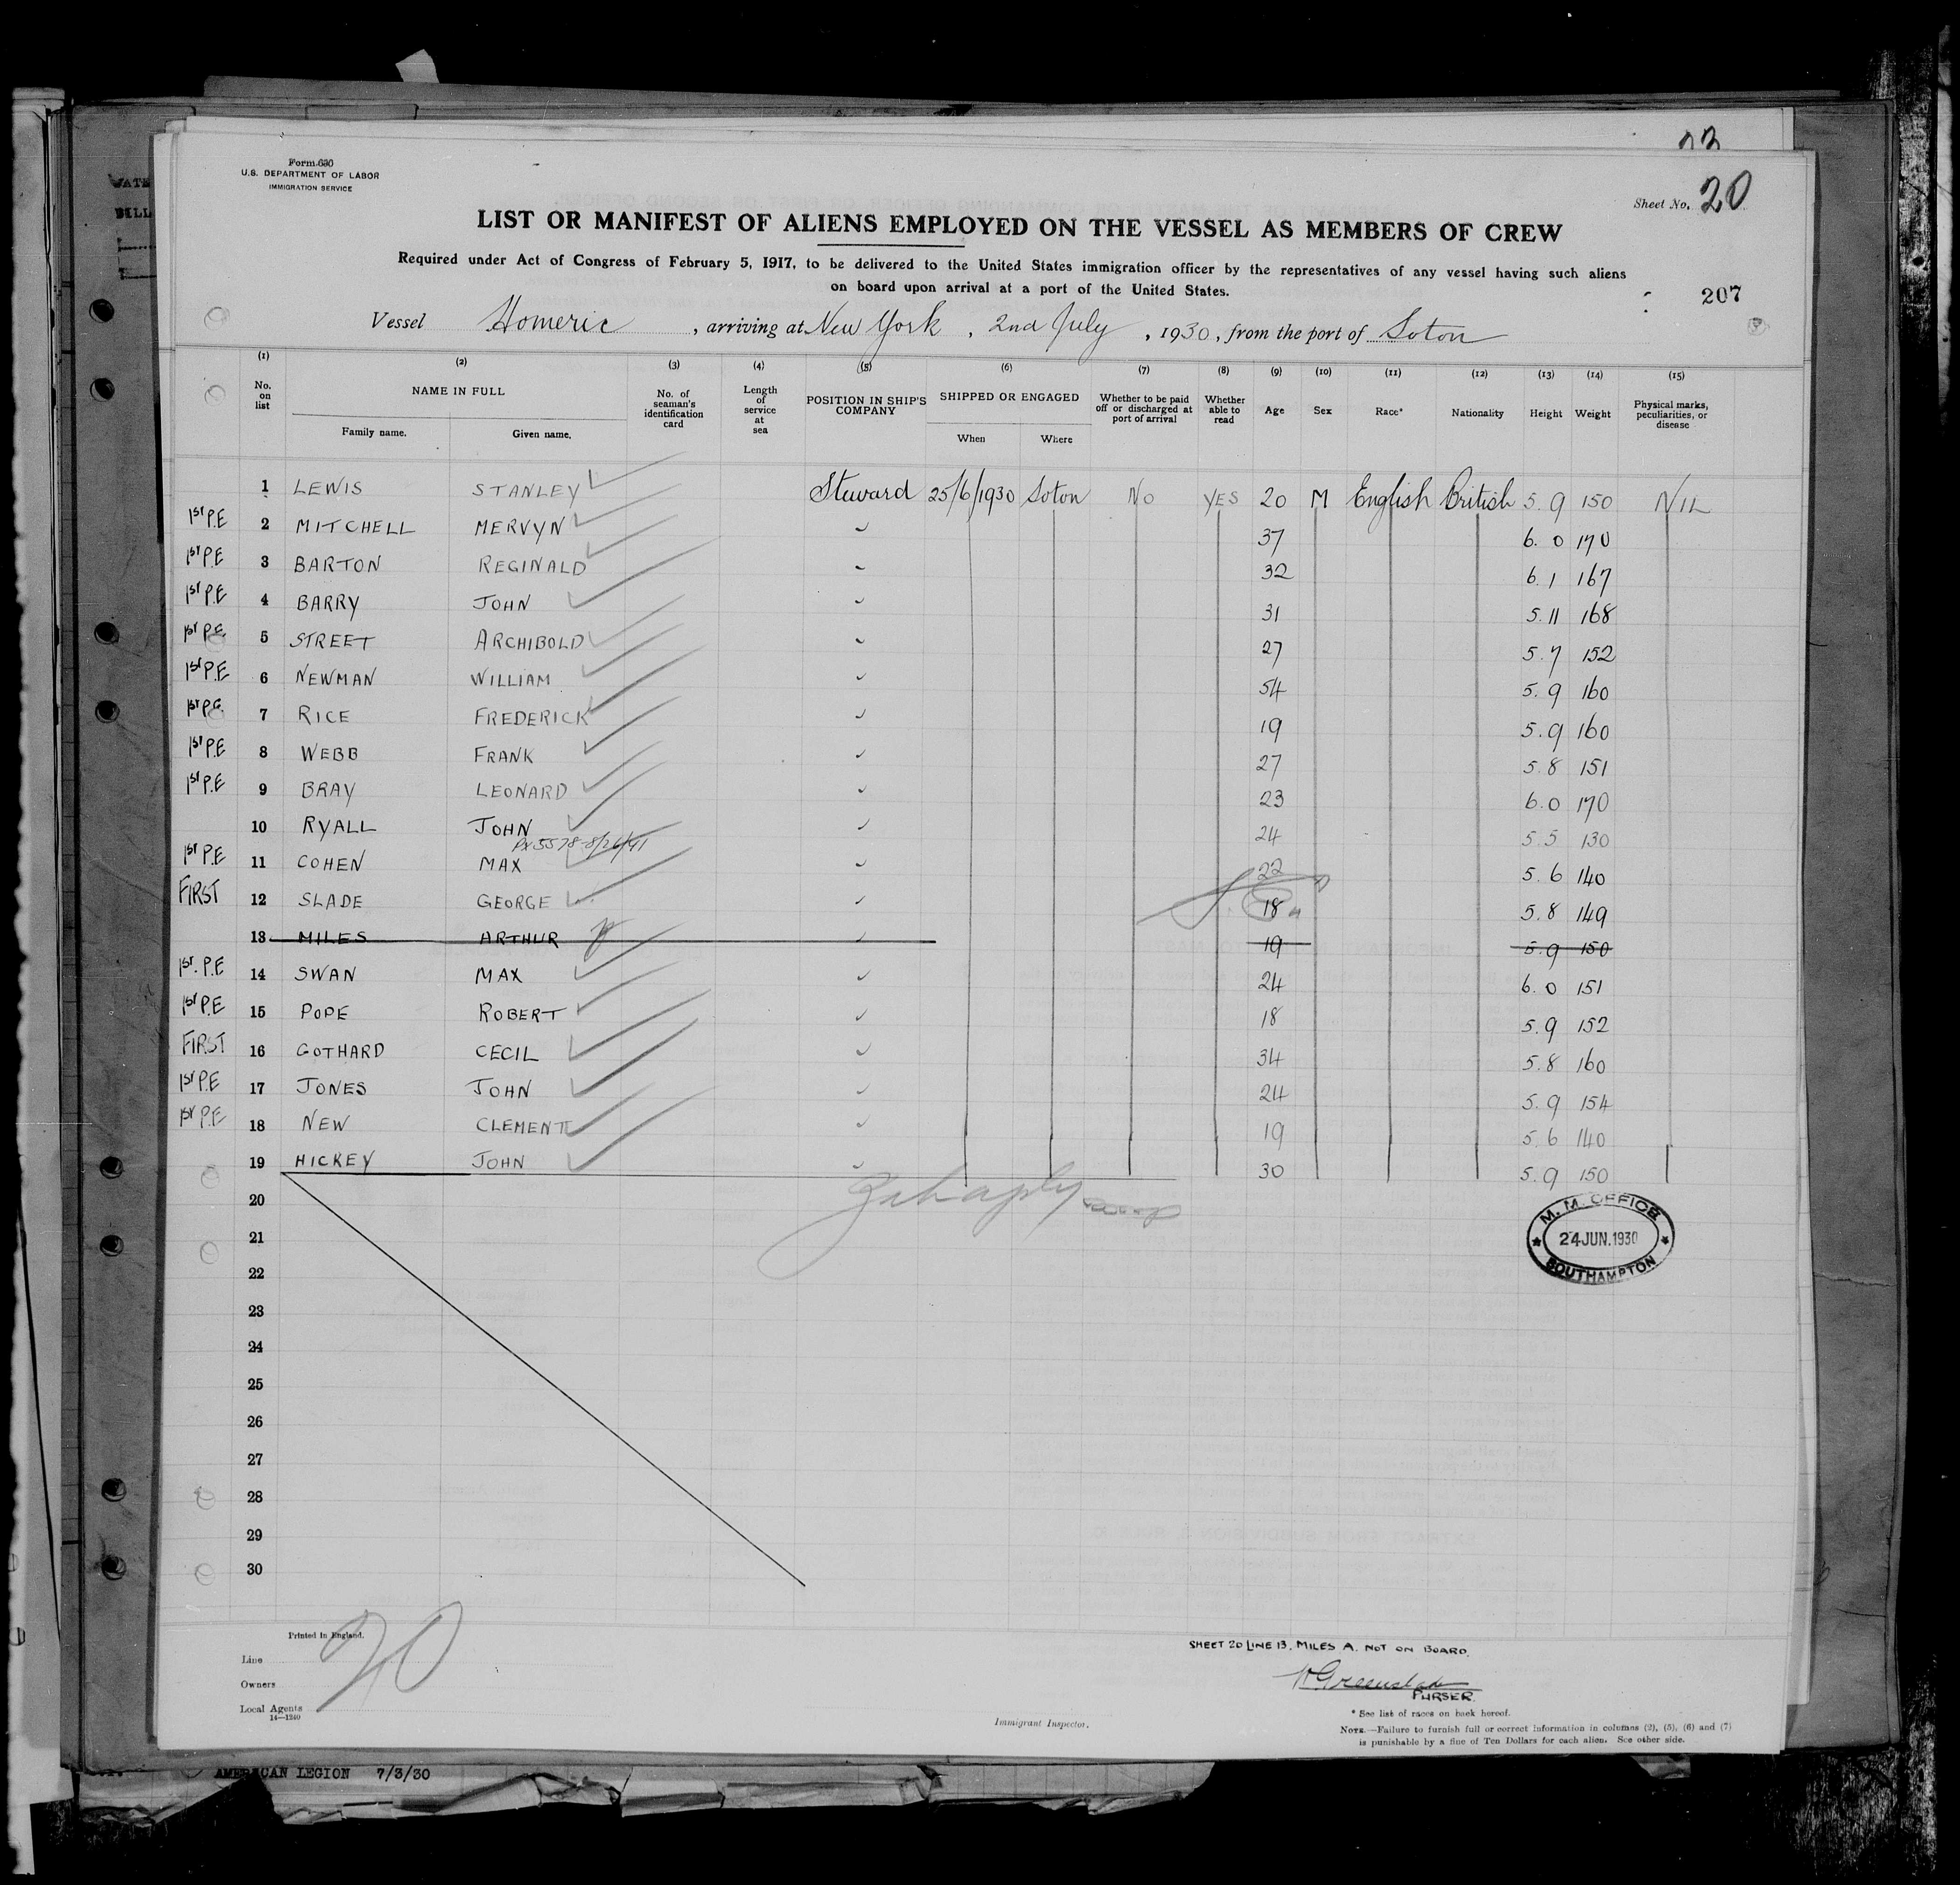 Form 630
U.S. DEPARTMENT OF LABOR
IMMIGRATION SERVICE
Sheet No. 20
LIST OR MANIFEST OF ALIENS EMPLOYED ON THE VESSEL AS MEMBERS OF CREW
Required under Act of Congress of February 5, 1917, to be delivered to the United States immigration officer by the representatives of any vessel having such aliens
on board upon arrival at a port of the United States.
207
Vessel Homeric, arriving at New York, 2nd July, 1930, from the port of Soton
(1) (2) (3) (4) (5) (6) (7) (8) (9) (10) (11) (12) (13) (14) (15)
No. on list NAME IN FULL Family name. Given name. No. of seaman's identification card Length of service at sea POSITION IN SHIP'S COMPANY SHIPPED OR ENGAGED When Where Whether to be paid off or discharged at port of arrival Whether able to read Age Sex Race* Nationality Height Weight Physical marks, peculiarities, or disease
1 LEWIS STANLEY Steward 25/6/1930 Soton NO YES 20 M English British 5.9 150 NIL
1st P.E 2 MITCHELL MERVYN 37 6.0 170
1st P.E 3 BARTON REGINALD 32 6.1 167
1st P.E 4 BARRY JOHN 31 5.11 168
1st P.E 5 STREET ARCHIBOLD 27 5.7 152
1st P.E 6 NEWMAN WILLIAM 54 5.9 160
1st P.E. 7 RICE FREDERICK 19 5.9 160
1st P.E 8 WEBB FRANK 27 5.8 151
1st P.E 9 BRAY LEONARD 23 6.0 170
10 RYALL JOHN 24 5.5 130
1st P.E 11 COHEN MAX 22 5.6 140
FIRST 12 SLADE GEORGE 18 5.8 149
13 MILES ARTHUR 19 5.9 150
1st. P.E 14 SWAN MAX 24 6.0 151
1st P.E 15 POPE ROBERT 18 5.9 152
FIRST 16 GOTHARD CECIL 34 5.8 160
1st P.E 17 JONES JOHN 24 5.9 154
1st P.E 18 NEW CLEMENT 19 5.6 140
19 HICKEY JOHN 30 5.9 150
20
21
22
23
24
25
26
27
28
29
30
M. M. OFFICE
24 JUN. 1930
SOUTHAMPTON
Printed in England.
20
Line
Owners
Local Agents
14—1240
Immigrant Inspector.
SHEET 20 LINE 13. MILES A. NOT ON BOARD.
PURSER.
* See list of races on back hereof.
NOTE.—Failure to furnish full or correct information in columns (2), (5), (6) and (7)
is punishable by a fine of Ten Dollars for each alien. See other side.
AMERICAN LEGION 7/3/30